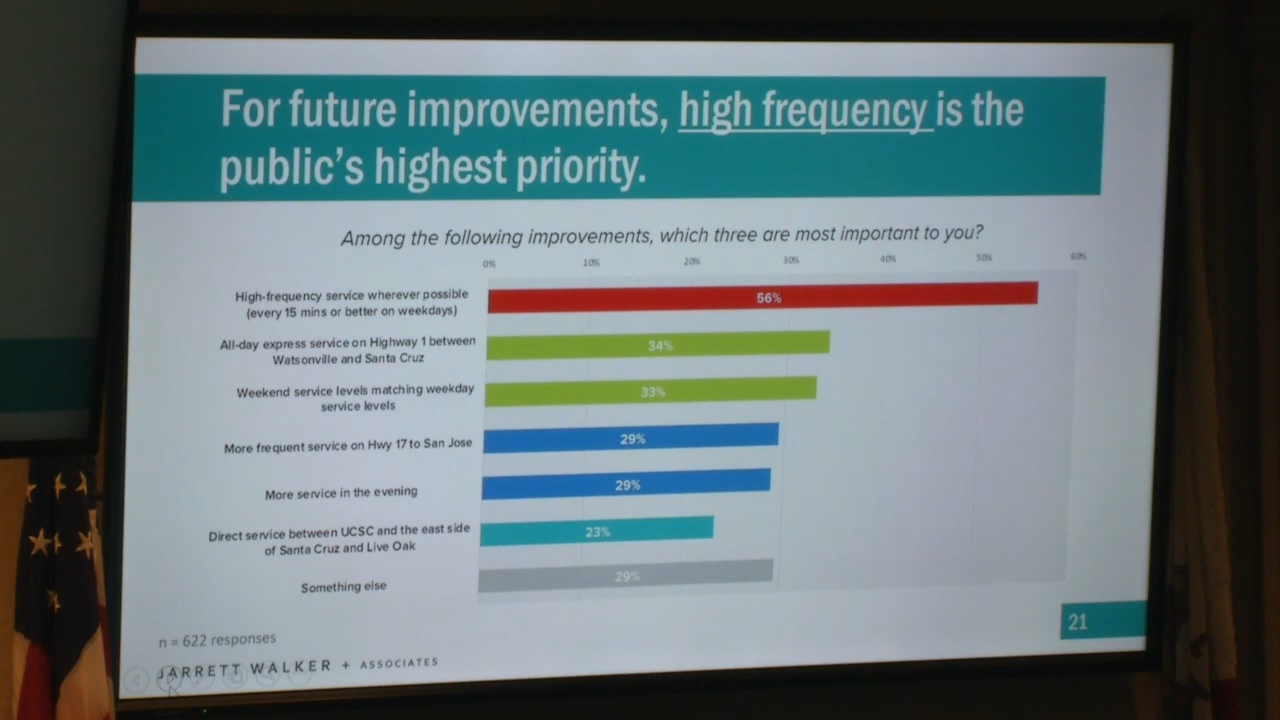 For future improvements, high frequency is the
public's highest priority.
Among the following improvements, which three are most important to you?
0% 10% 20% 30% 40% 50% 60%
High-frequency service wherever possible
(every 15 mins or better on weekdays)
56%
All-day express service on Highway 1 between
Watsonville and Santa Cruz
34%
Weekend service levels matching weekday
service levels
33%
More frequent service on Hwy 17 to San Jose
29%
More service in the evening
29%
Direct service between UCSC and the east side
of Santa Cruz and Live Oak
23%
Something else
29%
n = 622 responses
21
JARRETT WALKER + ASSOCIATES